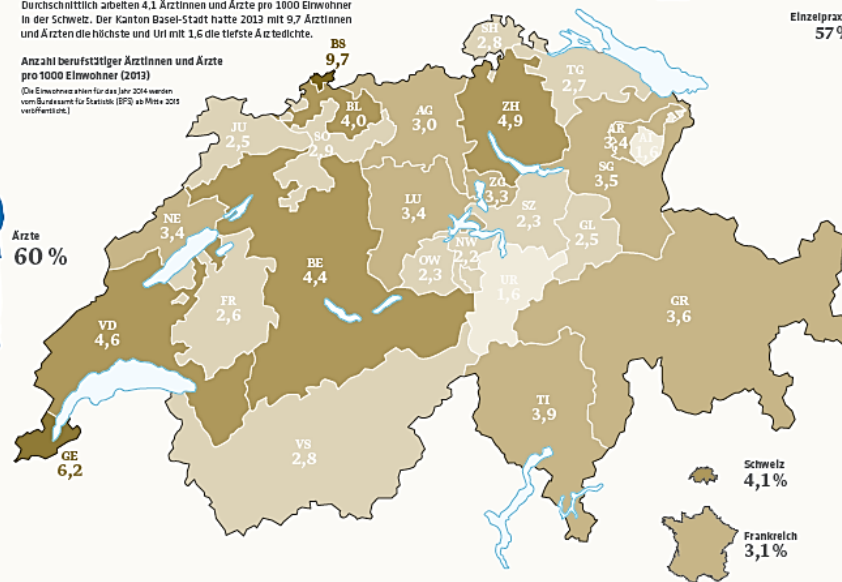 Durchschnittlich arbeiten 4,1 Ärztinnen und Ärzte pro 1000 Einwohner
in der Schweiz. Der Kanton Basel-Stadt hatte 2013 mit 9,7 Ärztinnen
und Ärzten die höchste und Uri mit 1,6 die tiefste Ärztedichte.
Anzahl berufstätiger Ärztinnen und Ärzte
pro 1000 Einwohner (2013)
(Die Einwohnerzahlen für das Jahr 2014 werden
vom Bundesamt für Statistik (BFS) ab Mitte 2015
veröffentlicht.)
Einzelprax
57 %
BS
9,7
SH
2,8
TG
2,7
BL
4,0
AG
3,0
ZH
4,9
JU
2,5
SO
2,9
AR
3,4
AI
1,6
SG
3,5
ZG
3,3
LU
3,4
SZ
2,3
NE
3,4
GL
2,5
NW
2,2
OW
2,3
Ärzte
60 %
BE
4,4
UR
1,6
FR
2,6
GR
3,6
VD
4,6
TI
3,9
VS
2,8
GE
6,2
Schweiz
4,1%
Frankreich
3,1%